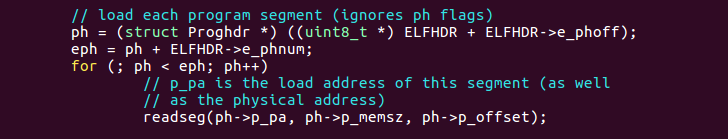 // load each program segment (ignores ph flags)
ph = (struct Proghdr *) ((uint8_t *) ELFHDR + ELFHDR->e_phoff);
eph = ph + ELFHDR->e_phnum;
for (; ph < eph; ph++)
// p_pa is the load address of this segment (as well
// as the physical address)
readseg(ph->p_pa, ph->p_memsz, ph->p_offset);